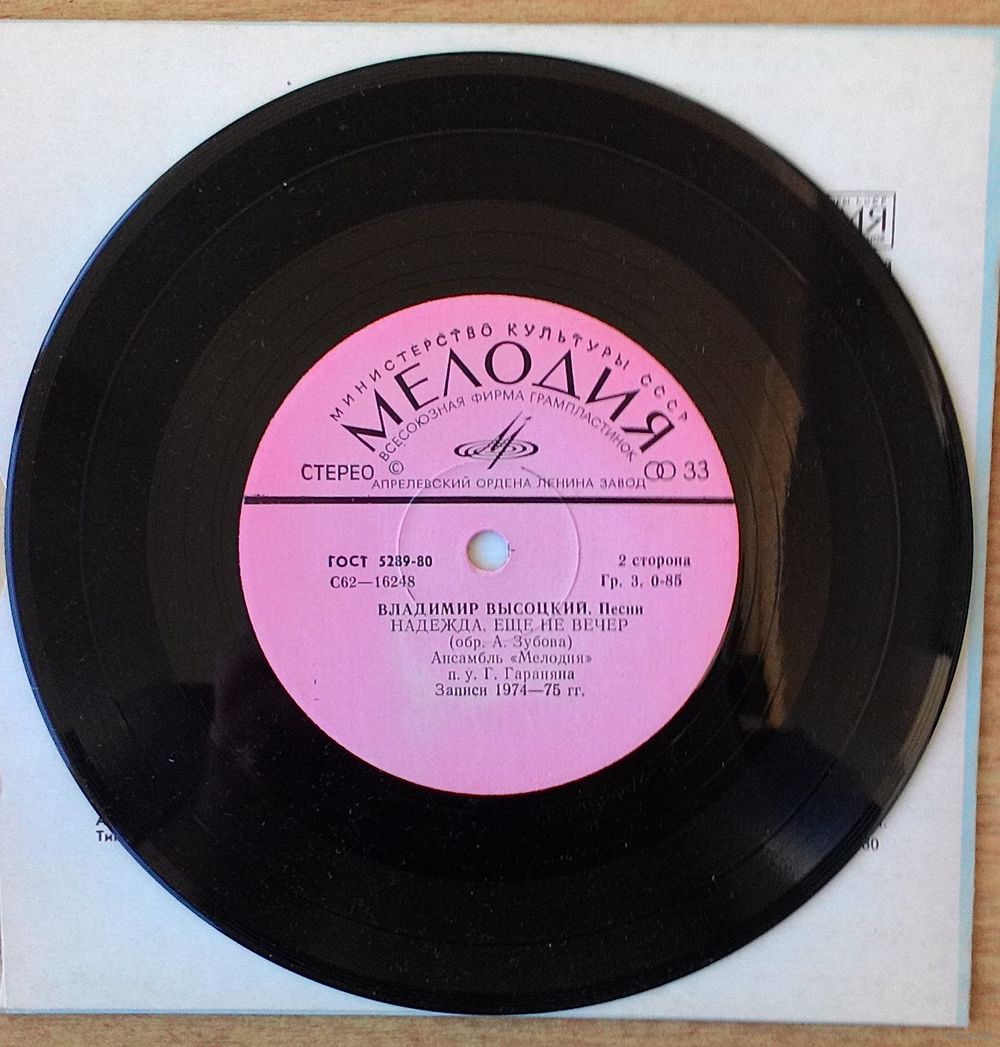 МИНИСТЕРСТВО КУЛЬТУРЫ СССР
МЕЛОДИЯ
ВСЕСОЮЗНАЯ ФИРМА ГРАМПЛАСТИНОК
СТЕРЕО © 33
АПРЕЛЕВСКИЙ ОРДЕНА ЛЕНИНА ЗАВОД
ГОСТ 5289-80 2 сторона
С62—16248 Гр. 3. 0-85
ВЛАДИМИР ВЫСОЦКИЙ. Песни
НАДЕЖДА, ЕЩЕ НЕ ВЕЧЕР
(обр. А. Зубова)
Ансамбль «Мелодия»
п. у. Г. Гараняна
Записи 1974—75 гг.